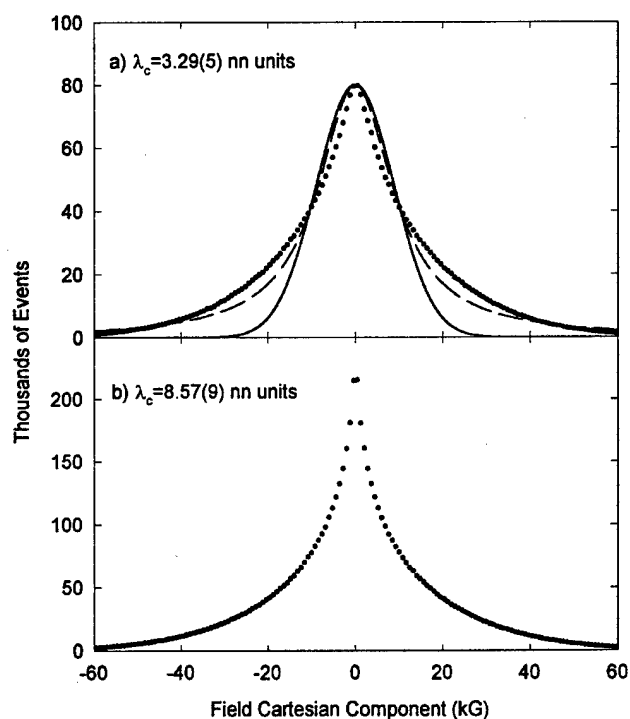 100
a) λc=3.29(5) nn units
80
60
40
20
0
b) λc=8.57(9) nn units
200
150
100
50
0
-60 -40 -20 0 20 40 60
Thousands of Events
Field Cartesian Component (kG)